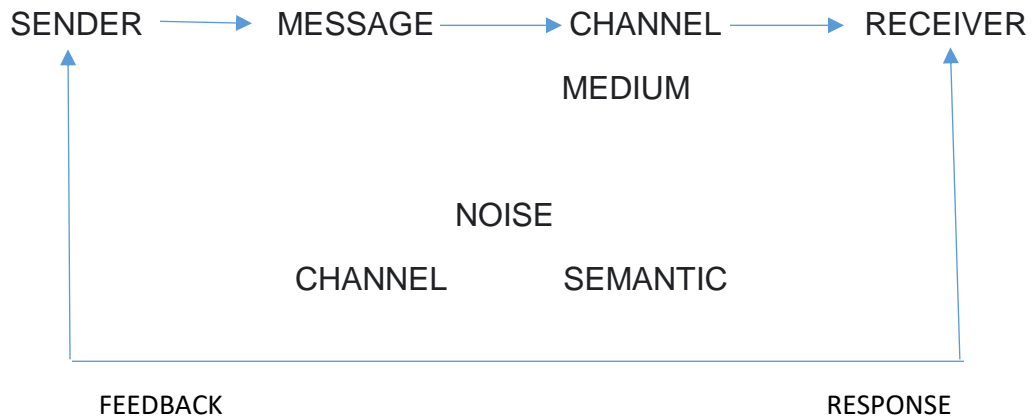 SENDER MESSAGE CHANNEL RECEIVER
MEDIUM
NOISE
CHANNEL SEMANTIC
FEEDBACK RESPONSE